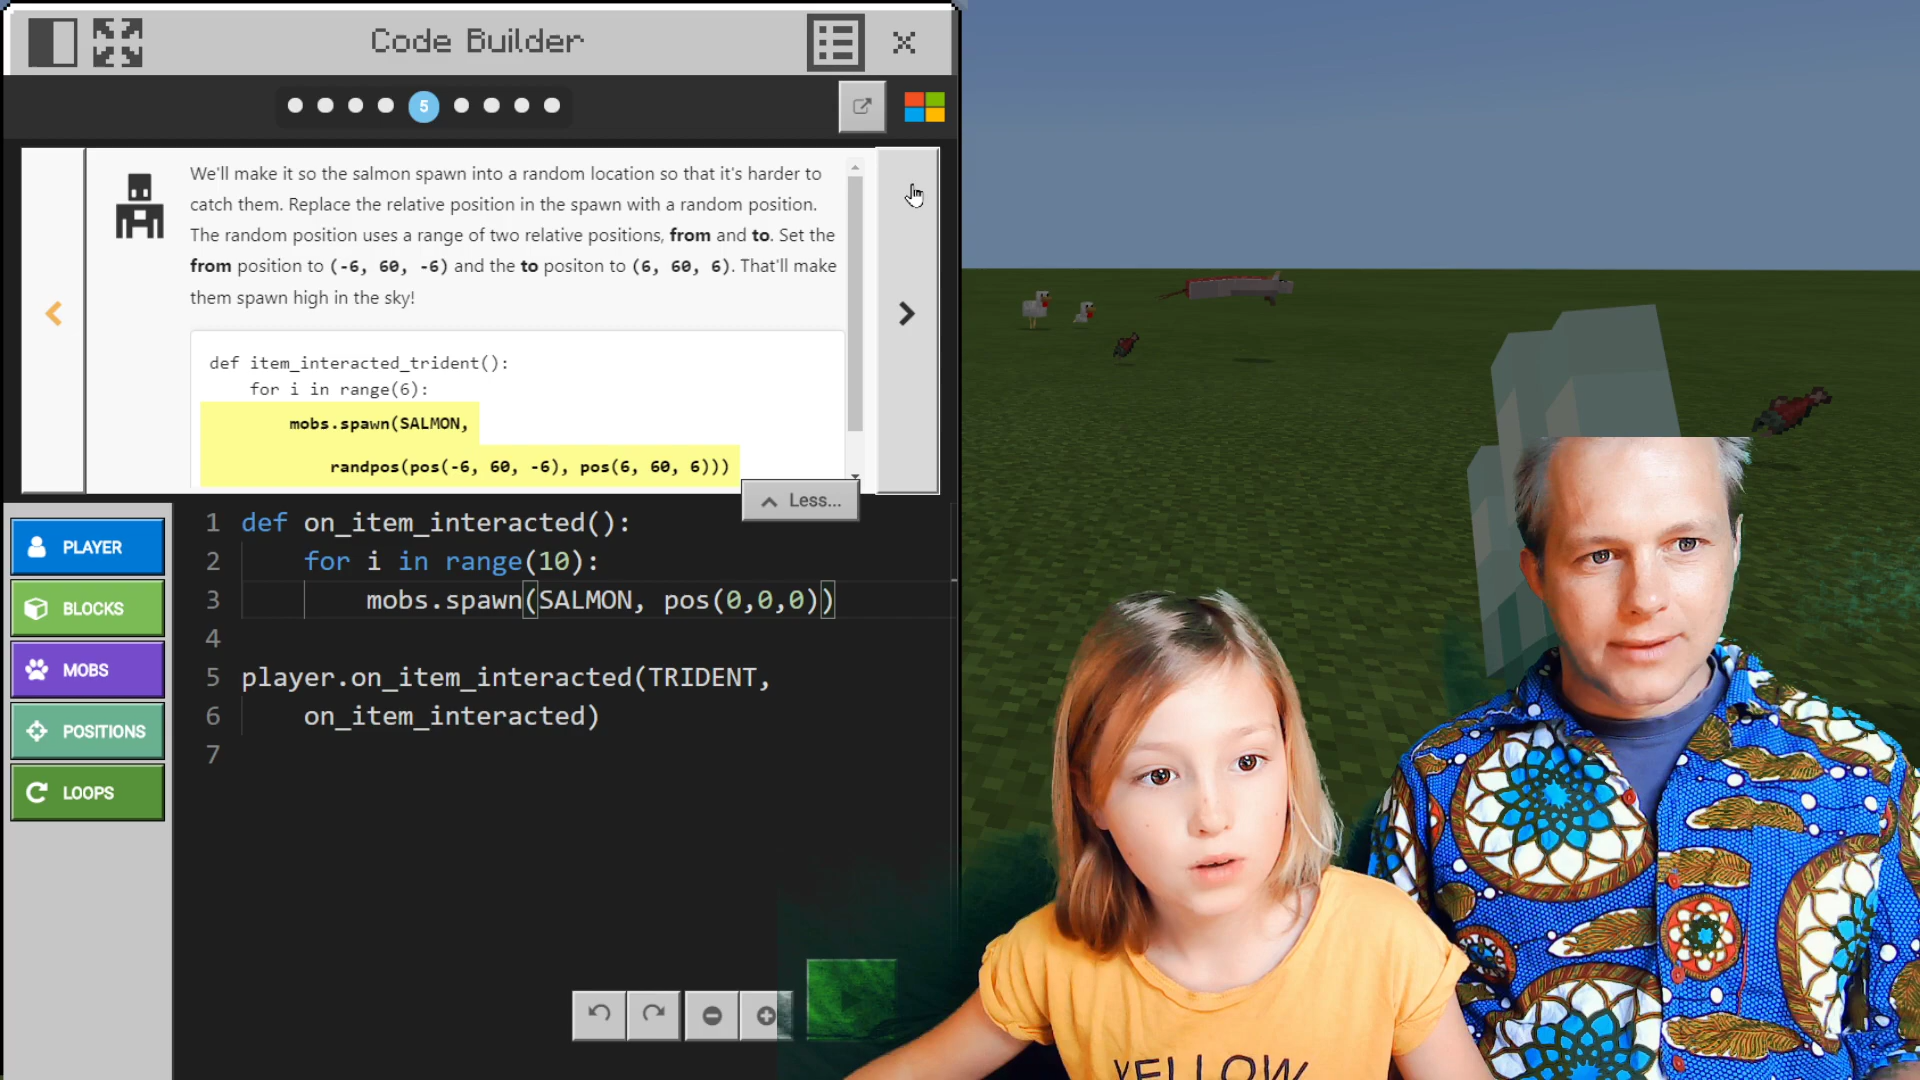 Code Builder
5
We'll make it so the salmon spawn into a random location so that it's harder to
catch them. Replace the relative position in the spawn with a random position.
The random position uses a range of two relative positions, from and to. Set the
from position to (-6, 60, -6) and the to positon to (6, 60, 6). That'll make
them spawn high in the sky!
def item_interacted_trident():
for i in range(6):
mobs.spawn(SALMON,
randpos(pos(-6, 60, -6), pos(6, 60, 6)))
Less...
PLAYER
BLOCKS
MOBS
POSITIONS
LOOPS
1 def on_item_interacted():
2 for i in range(10):
3 mobs.spawn(SALMON, pos(0,0,0))
4
5 player.on_item_interacted(TRIDENT,
6 on_item_interacted)
7
YELLOW